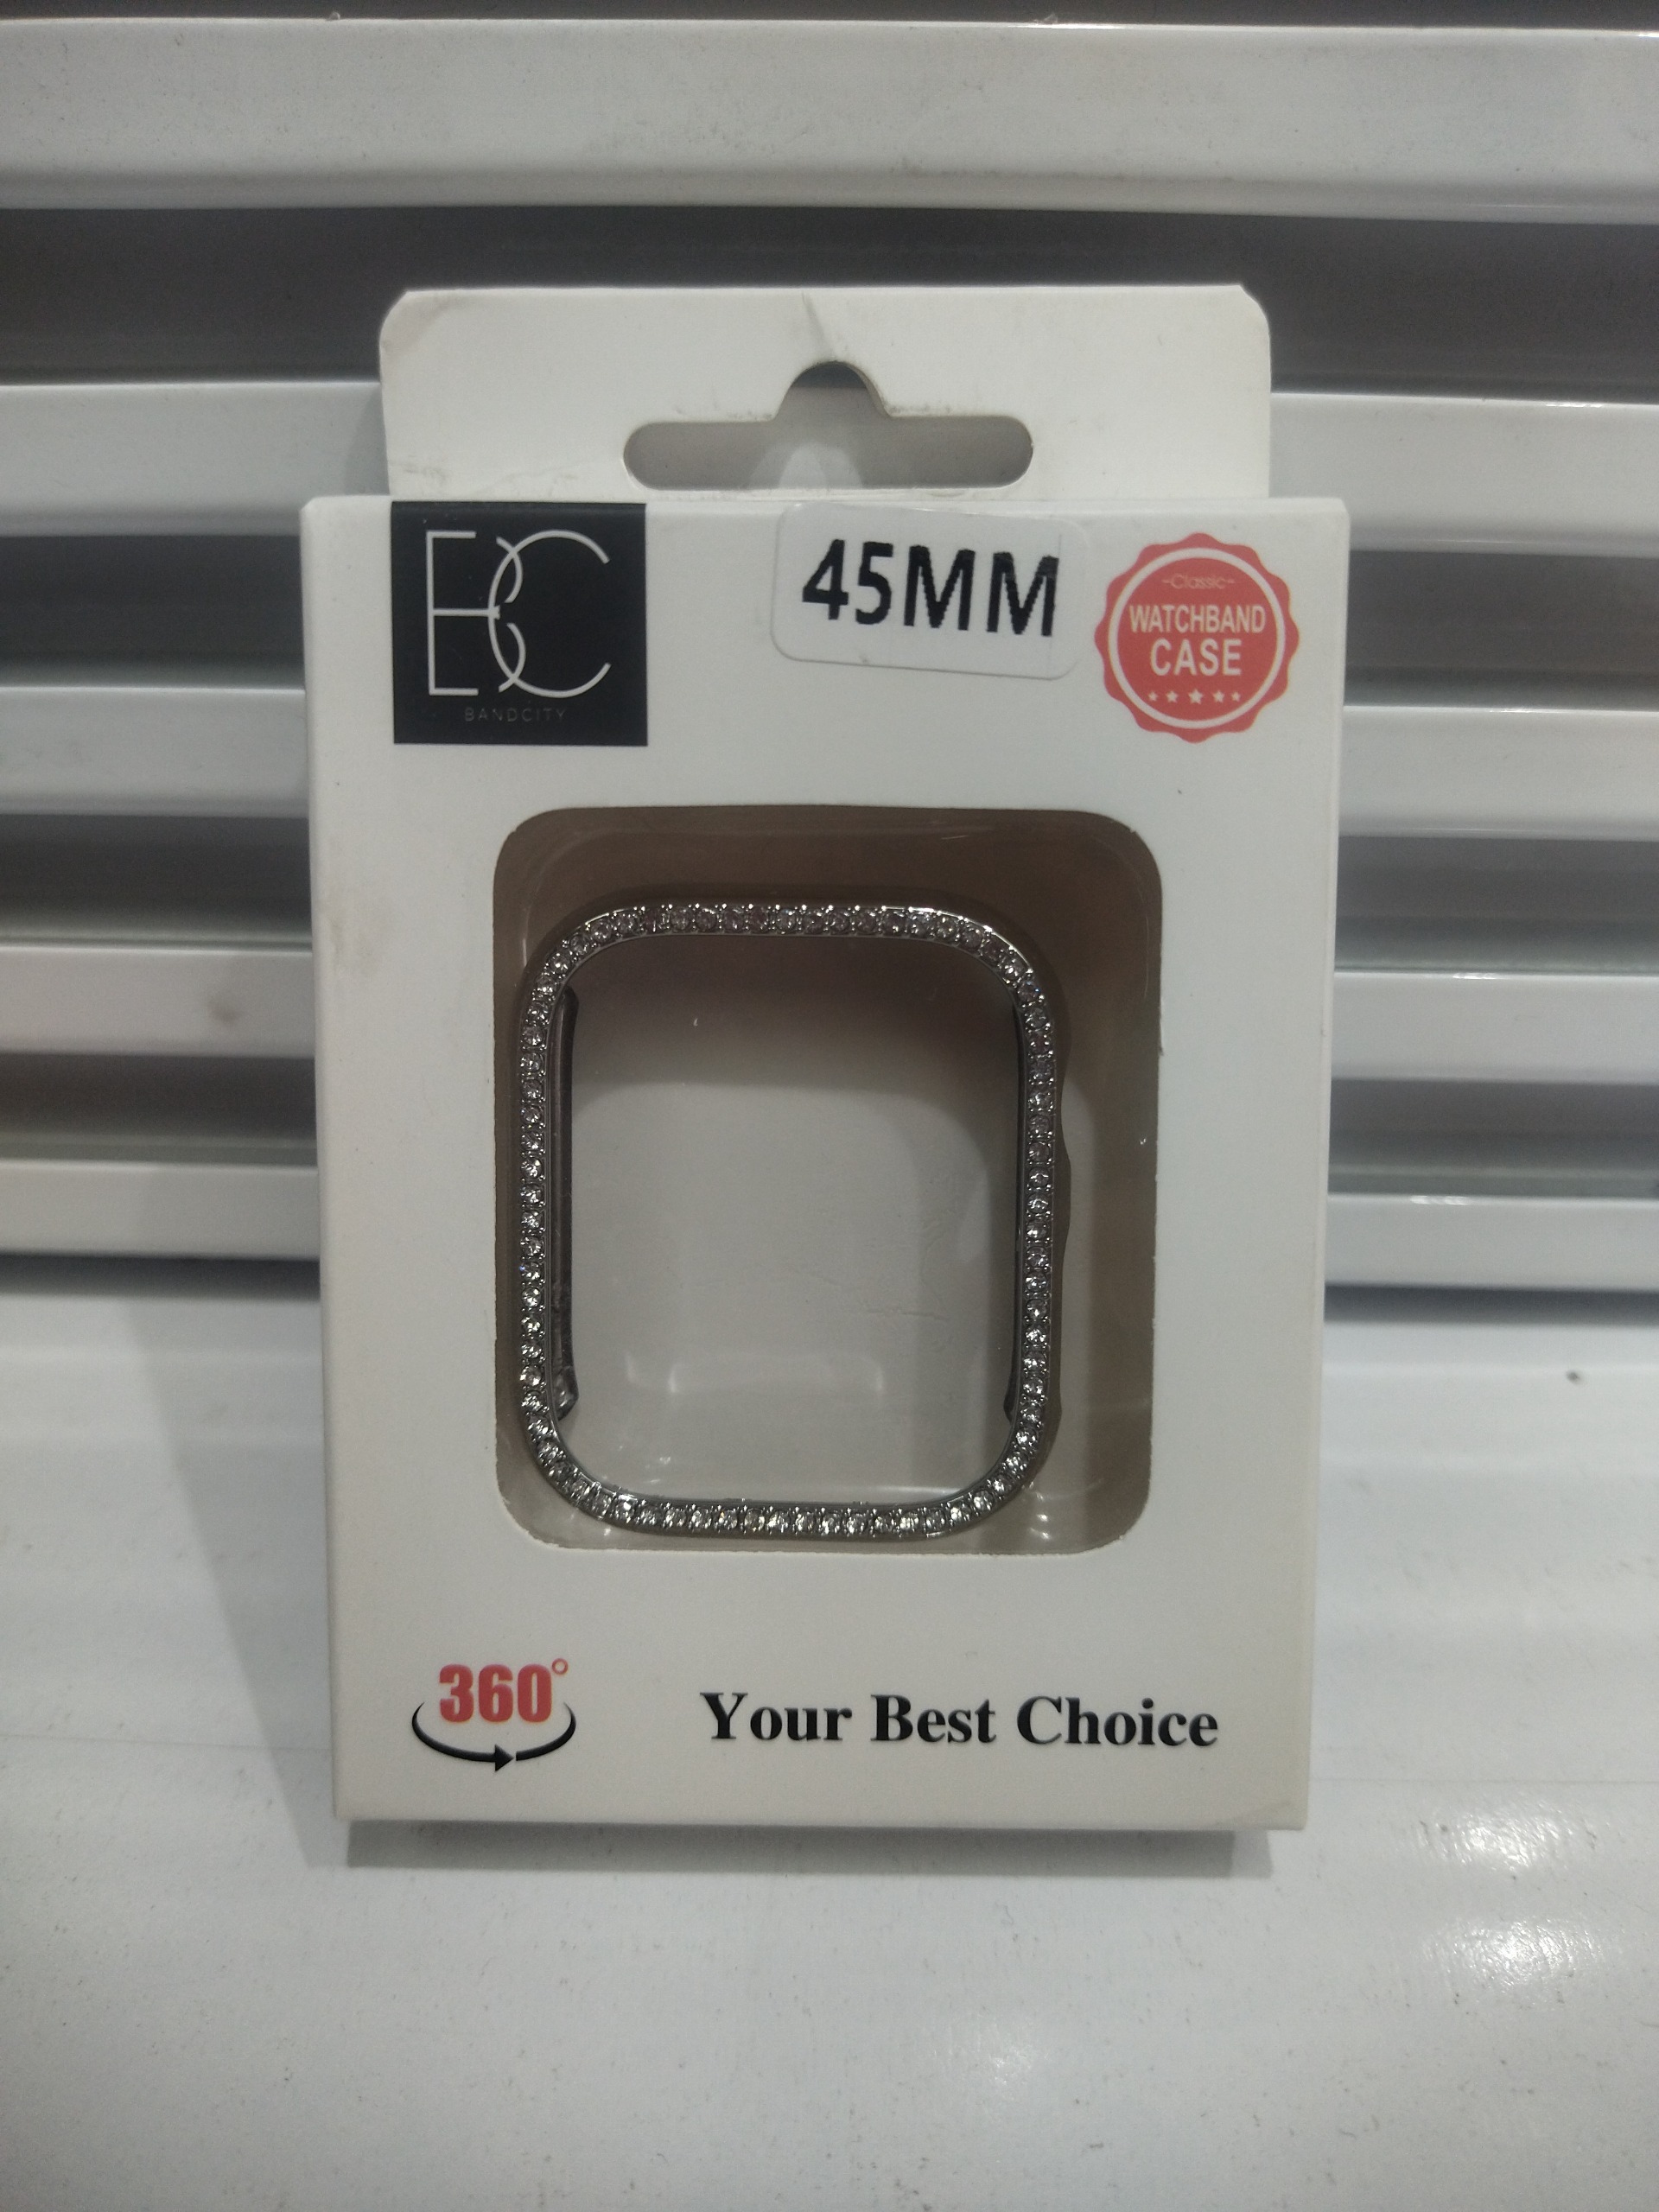 BC
BANDCITY
45MM
-Classic-
WATCHBAND
CASE
360°
Your Best Choice